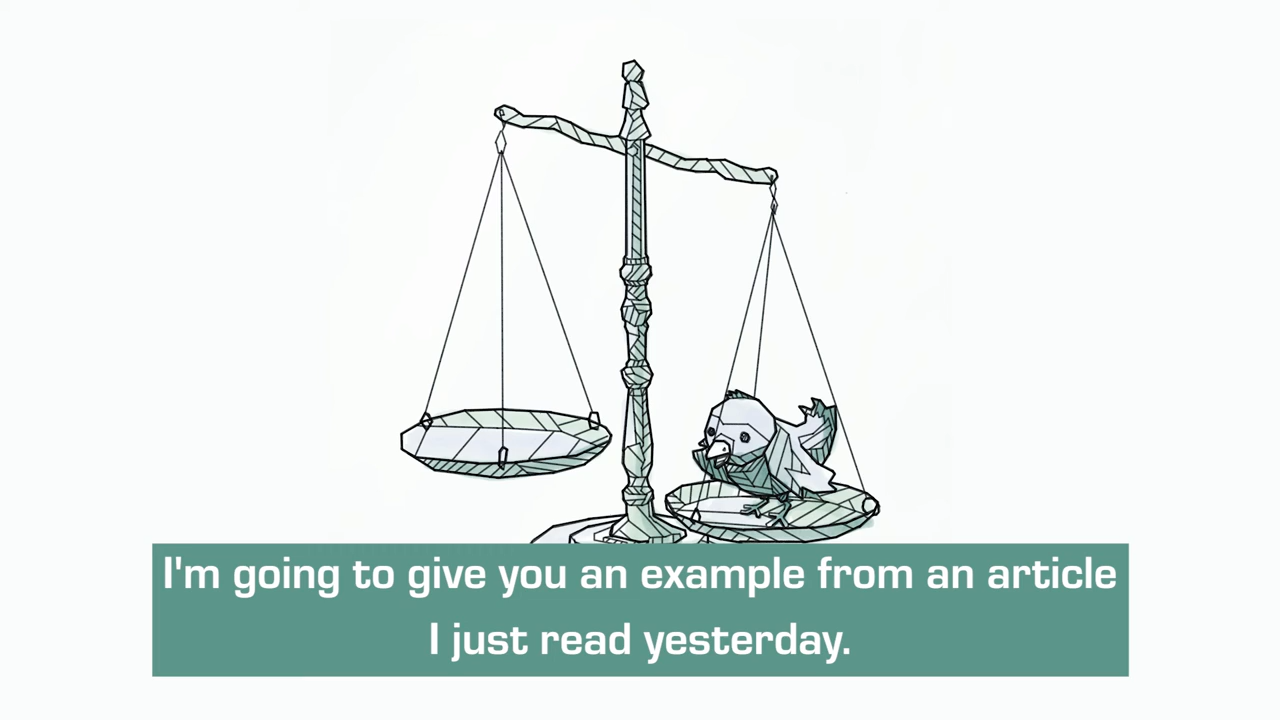 I'm going to give you an example from an article
I just read yesterday.